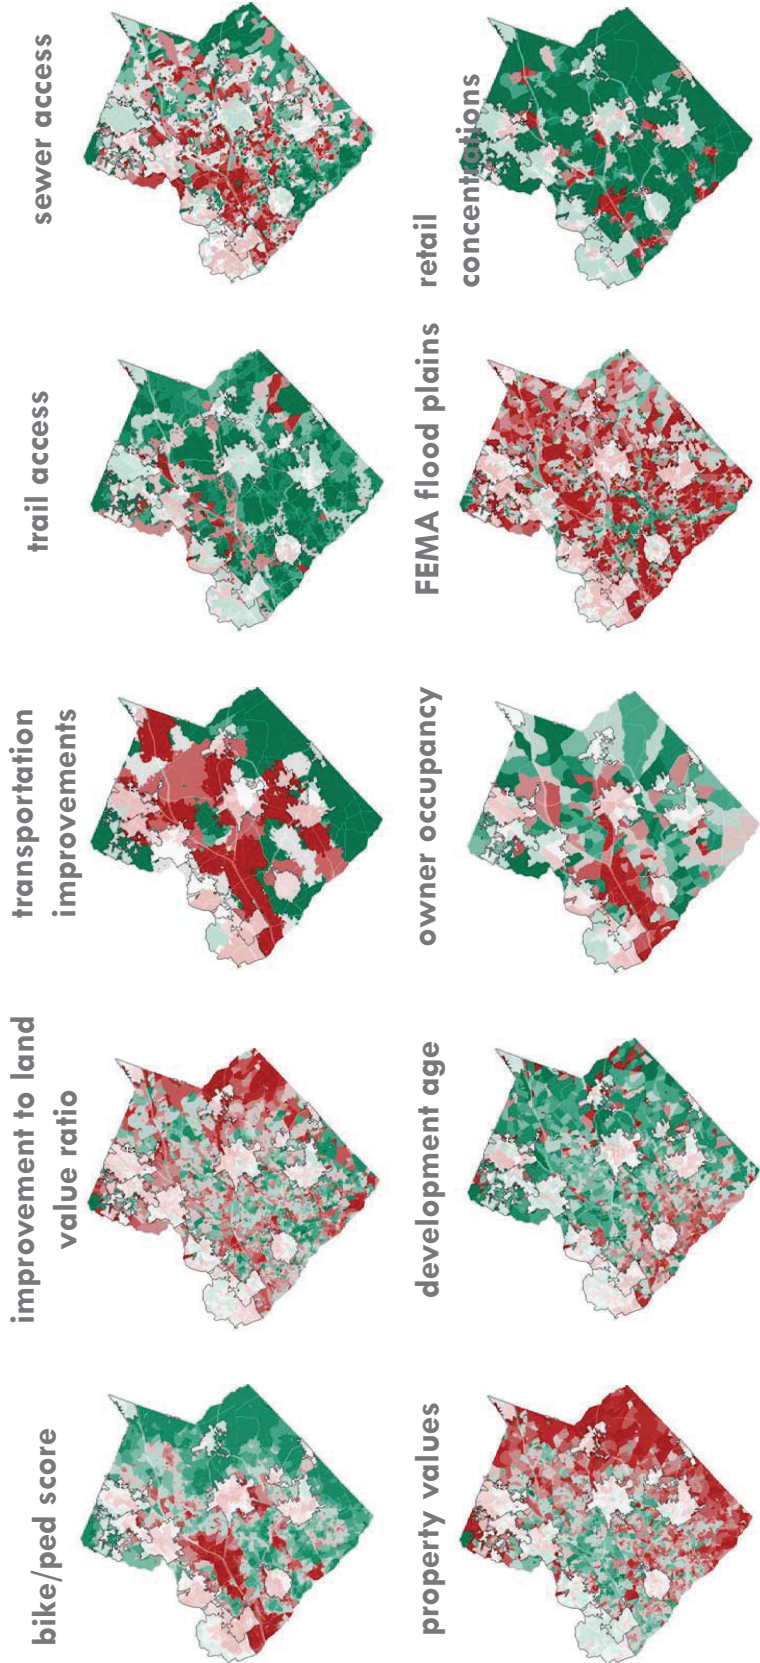 bike/ped score
improvement to land
value ratio
transportation
improvements
trail access
sewer access
property values
development age
owner occupancy
FEMA flood plains
retail
concentrations